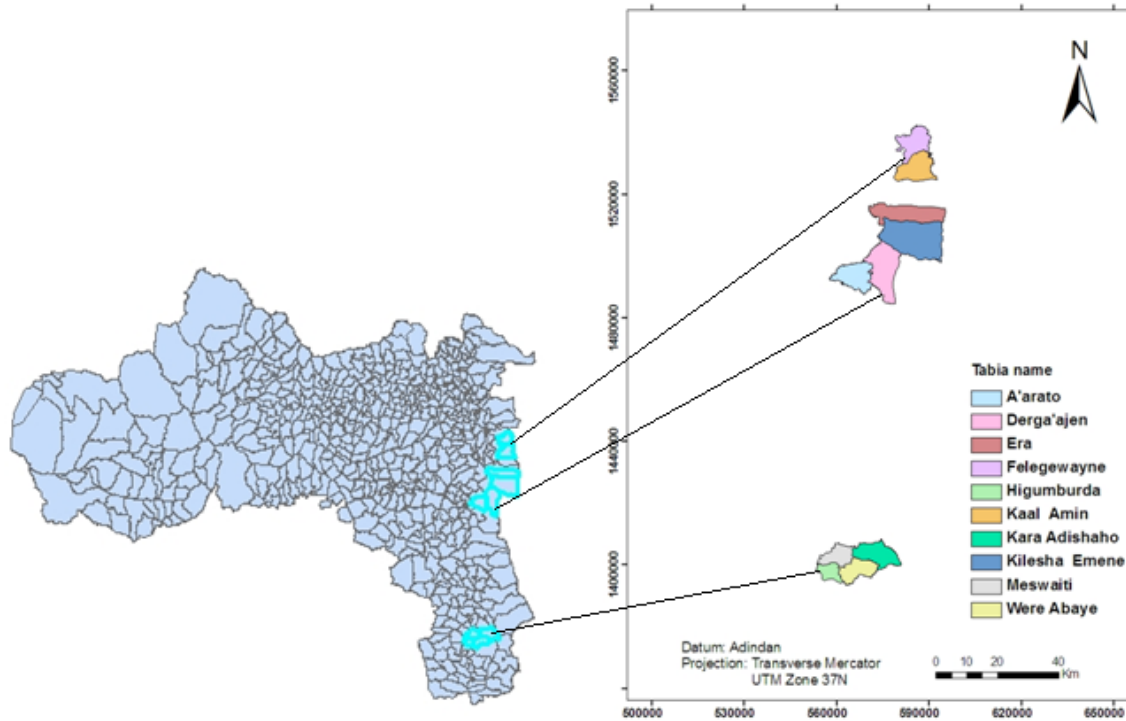 N
1560000
1520000
1480000
1440000
1400000
Tabia name
A'arato
Derga'ajen
Era
Felegewayne
Higumburda
Kaal Amin
Kara Adishaho
Kilesha Emene
Meswaiti
Were Abaye
Datum: Adindan
Projection: Transverse Mercator
UTM Zone 37N
0 10 20 40
Km
500000 530000 560000 590000 620000 650000